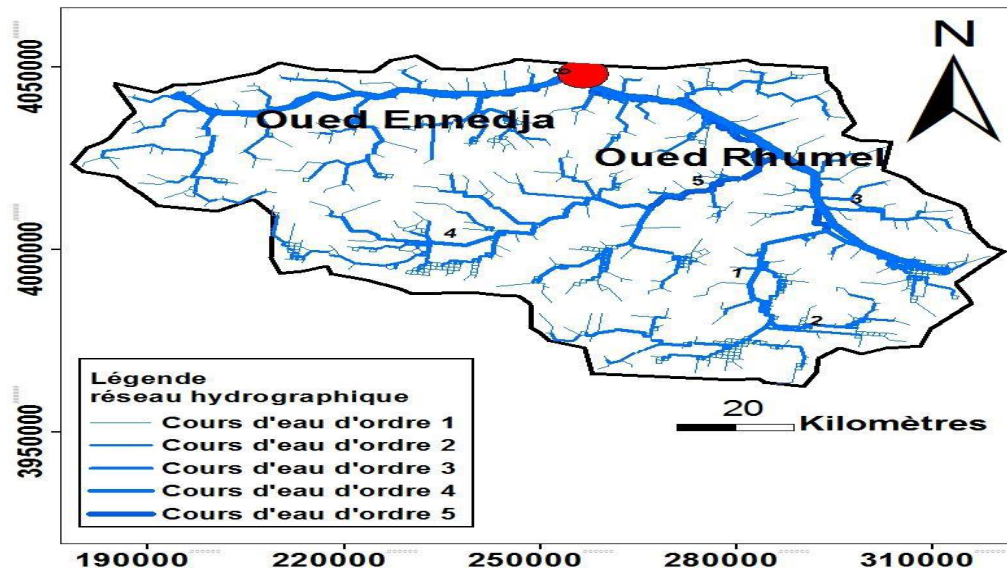 4050000
4000000
3950000
N
6
Oued Ennedja
Oued Rhumel
5
3
4
1
2
20
Kilomètres
Légende
réseau hydrographique
Cours d'eau d'ordre 1
Cours d'eau d'ordre 2
Cours d'eau d'ordre 3
Cours d'eau d'ordre 4
Cours d'eau d'ordre 5
190000
220000
250000
280000
310000